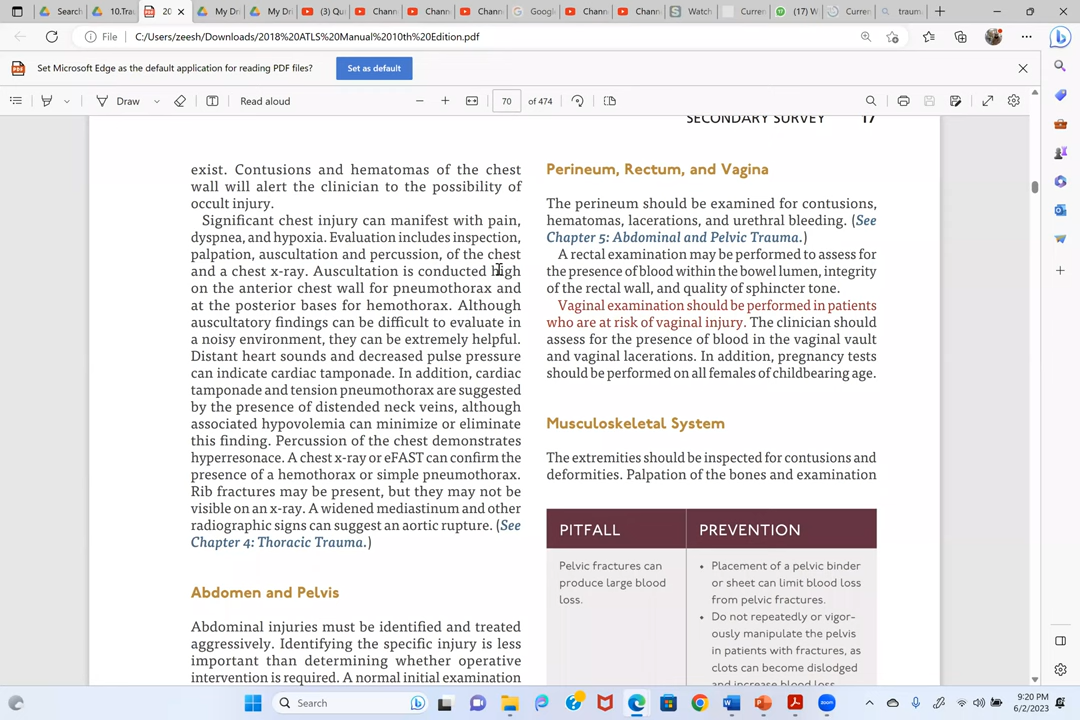 Search
10.Trau
20
My Dr
My Dri
(3) Qu
Chann
Chann
Chann
Google
Chann
Chann
Watch
Curren
(17) W
Curren
traum
File
C:/Users/zeesh/Downloads/2018%20ATLS%20Manual%2010th%20Edition.pdf
Set Microsoft Edge as the default application for reading PDF files?
Set as default
Draw
Read aloud
70
of 474
SECONDARY SURVEY 17
exist. Contusions and hematomas of the chest
wall will alert the clinician to the possibility of
occult injury.
Significant chest injury can manifest with pain,
dyspnea, and hypoxia. Evaluation includes inspection,
palpation, auscultation and percussion, of the chest
and a chest x-ray. Auscultation is conducted high
on the anterior chest wall for pneumothorax and
at the posterior bases for hemothorax. Although
auscultatory findings can be difficult to evaluate in
a noisy environment, they can be extremely helpful.
Distant heart sounds and decreased pulse pressure
can indicate cardiac tamponade. In addition, cardiac
tamponade and tension pneumothorax are suggested
by the presence of distended neck veins, although
associated hypovolemia can minimize or eliminate
this finding. Percussion of the chest demonstrates
hyperresonace. A chest x-ray or eFAST can confirm the
presence of a hemothorax or simple pneumothorax.
Rib fractures may be present, but they may not be
visible on an x-ray. A widened mediastinum and other
radiographic signs can suggest an aortic rupture. (See
Chapter 4: Thoracic Trauma.)
Abdomen and Pelvis
Abdominal injuries must be identified and treated
aggressively. Identifying the specific injury is less
important than determining whether operative
intervention is required. A normal initial examination
Perineum, Rectum, and Vagina
The perineum should be examined for contusions,
hematomas, lacerations, and urethral bleeding. (See
Chapter 5: Abdominal and Pelvic Trauma.)
A rectal examination may be performed to assess for
the presence of blood within the bowel lumen, integrity
of the rectal wall, and quality of sphincter tone.
Vaginal examination should be performed in patients
who are at risk of vaginal injury. The clinician should
assess for the presence of blood in the vaginal vault
and vaginal lacerations. In addition, pregnancy tests
should be performed on all females of childbearing age.
Musculoskeletal System
The extremities should be inspected for contusions and
deformities. Palpation of the bones and examination
PITFALL
PREVENTION
Pelvic fractures can
produce large blood
loss.
• Placement of a pelvic binder
or sheet can limit blood loss
from pelvic fractures.
• Do not repeatedly or vigor-
ously manipulate the pelvis
in patients with fractures, as
clots can become dislodged
and increase blood loss.
Search
9:20 PM
6/2/2023